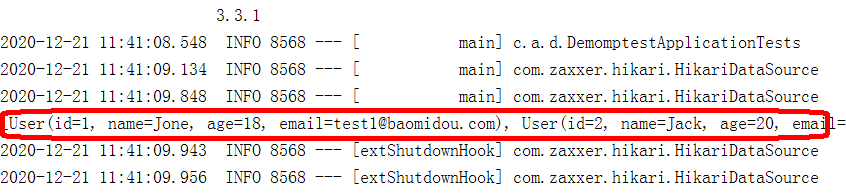 3.3.1
2020-12-21 11:41:08.548  INFO 8568 --- [           main] c.a.d.DemomptestApplicationTests
2020-12-21 11:41:09.134  INFO 8568 --- [           main] com.zaxxer.hikari.HikariDataSource
2020-12-21 11:41:09.848  INFO 8568 --- [           main] com.zaxxer.hikari.HikariDataSource
User(id=1, name=Jone, age=18, email=test1@baomidou.com), User(id=2, name=Jack, age=20, email=
2020-12-21 11:41:09.943  INFO 8568 --- [extShutdownHook] com.zaxxer.hikari.HikariDataSource
2020-12-21 11:41:09.956  INFO 8568 --- [extShutdownHook] com.zaxxer.hikari.HikariDataSource